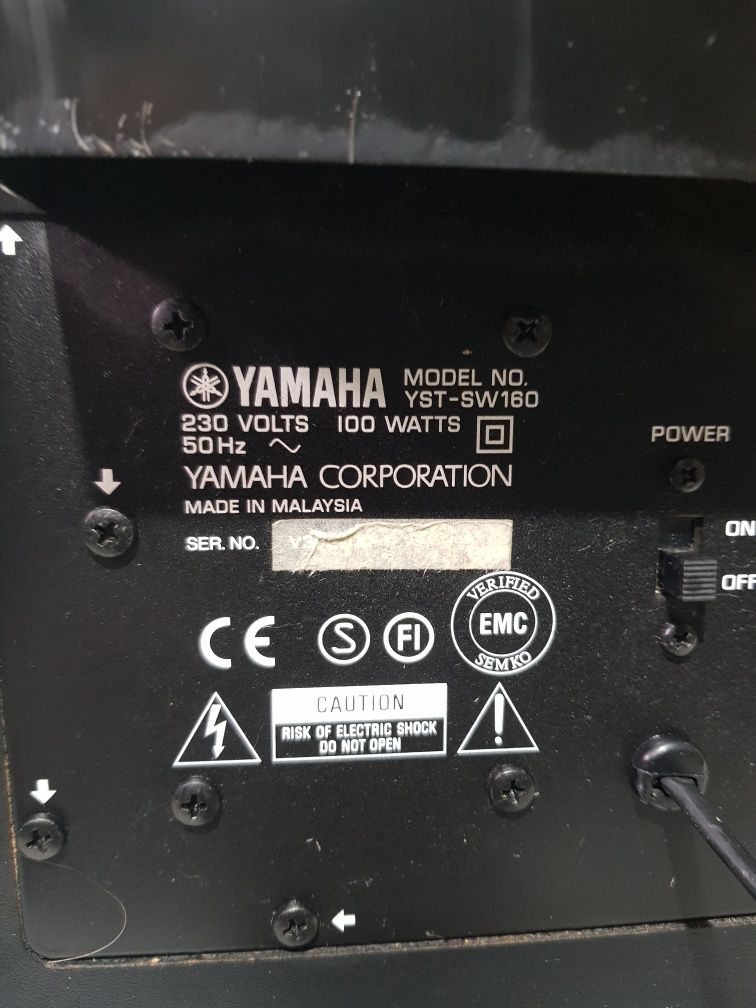 YAMAHA MODEL NO.
YST-SW160
230 VOLTS 100 WATTS
50Hz
YAMAHA CORPORATION
MADE IN MALAYSIA
SER. NO.
POWER
ON
OFF
CE S FI
VERIFIED
EMC
SEMKO
CAUTION
RISK OF ELECTRIC SHOCK
DO NOT OPEN